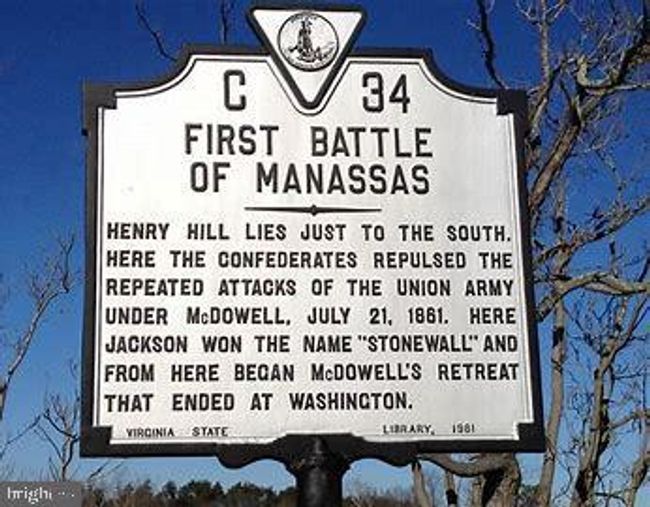 C 34
FIRST BATTLE
OF MANASSAS
HENRY HILL LIES JUST TO THE SOUTH.
HERE THE CONFEDERATES REPULSED THE
REPEATED ATTACKS OF THE UNION ARMY
UNDER McDOWELL, JULY 21, 1861. HERE
JACKSON WON THE NAME "STONEWALL" AND
FROM HERE BEGAN McDOWELL'S RETREAT
THAT ENDED AT WASHINGTON.
VIRGINIA STATE LIBRARY, 1981
bright